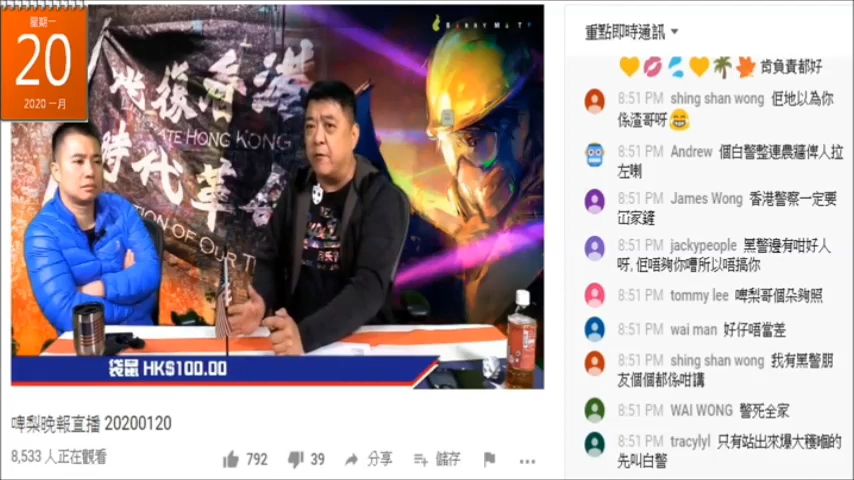 星期一
20
2020 一月
BARRYMA TV
光復香港
LIBERATE HONG KONG
時代革命
REVOLUTION OF OUR TIMES
袋鼠 HK$100.00
啤梨晚報直播 20200120
8,533 人正在觀看
792
39
分享
儲存
重點即時通訊
肯負責都好
8:51 PM shing shan wong 佢地以為你
係渣哥呀
8:51 PM Andrew 個白警整連農牆俾人拉
左喇
8:51 PM James Wong 香港警察一定要
冚家鏟
8:51 PM jackypeople 黑警邊有咁好人
呀, 佢唔夠你嘈所以唔搞你
8:51 PM tommy lee 啤梨哥個朵夠照
8:51 PM wai man 好仔唔當差
8:51 PM shing shan wong 我有黑警朋
友個個都係咁講
8:51 PM WAI WONG 警死全家
8:51 PM tracylyl 只有站出來爆大穫嗰的
先叫白警